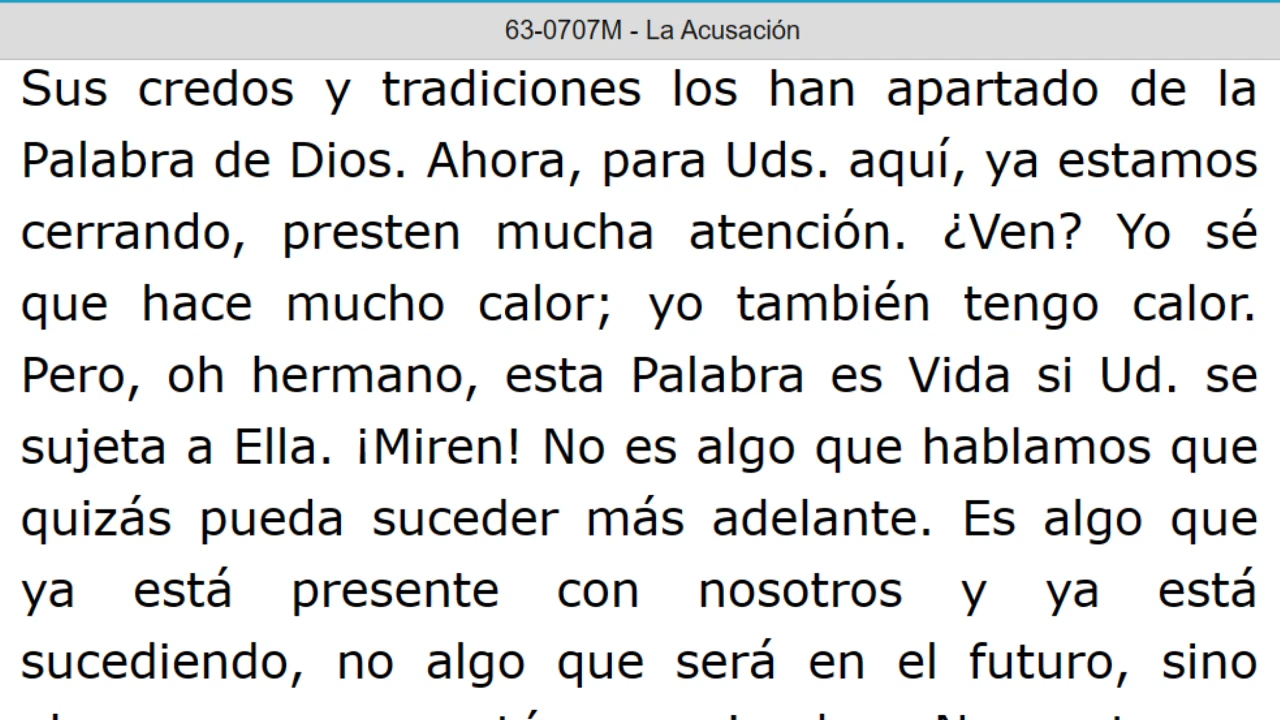 63-0707M - La Acusación
Sus credos y tradiciones los han apartado de la
Palabra de Dios. Ahora, para Uds. aquí, ya estamos
cerrando, presten mucha atención. ¿Ven? Yo sé
que hace mucho calor; yo también tengo calor.
Pero, oh hermano, esta Palabra es Vida si Ud. se
sujeta a Ella. ¡Miren! No es algo que hablamos que
quizás pueda suceder más adelante. Es algo que
ya está presente con nosotros y ya está
sucediendo, no algo que será en el futuro, sino